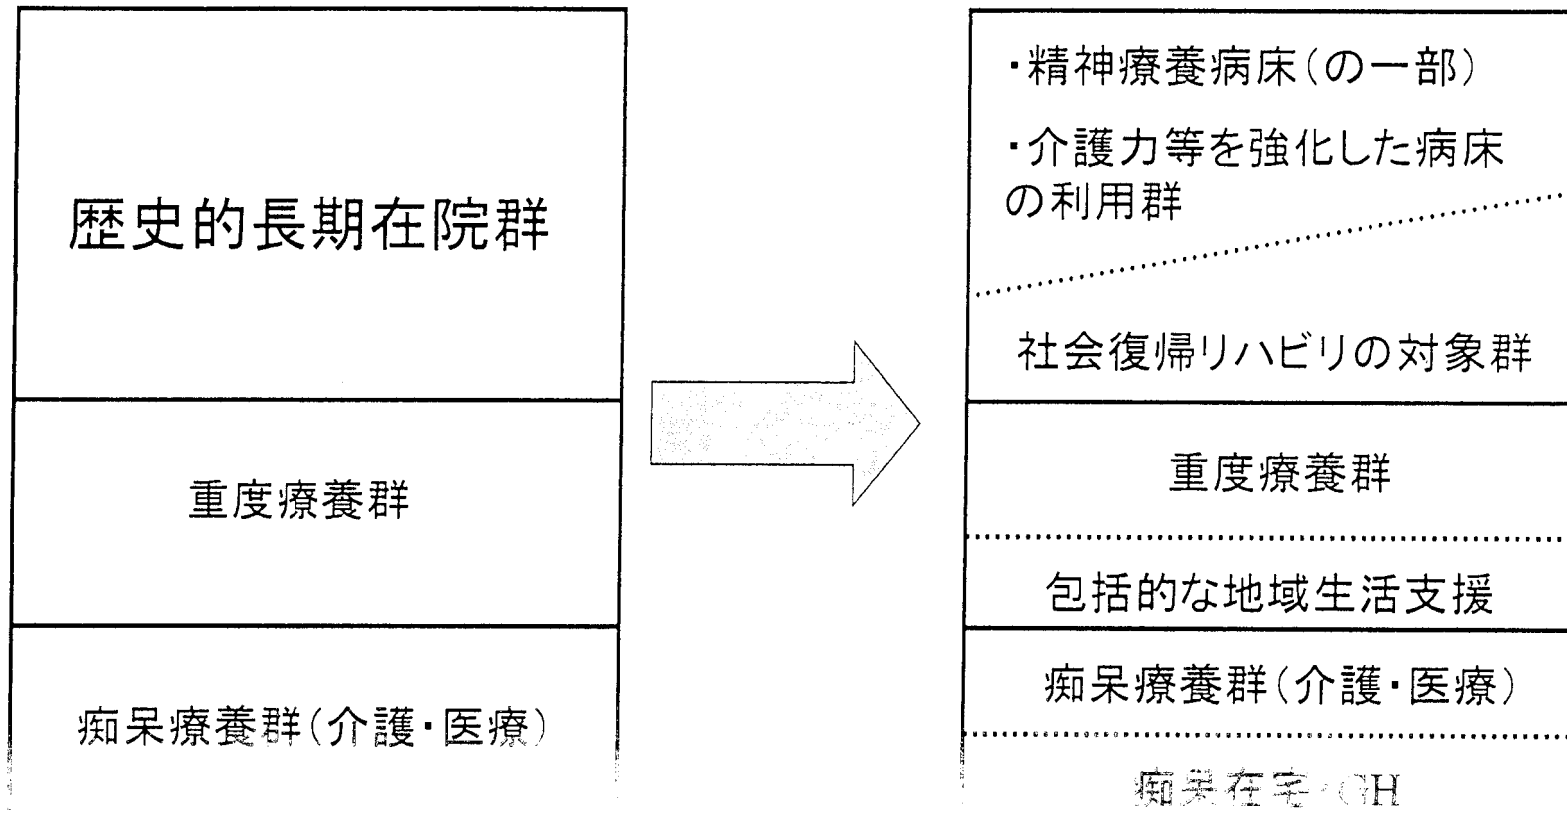 歴史的長期在院群
重度療養群
痴呆療養群(介護・医療)
・精神療養病床(の一部)
・介護力等を強化した病床
の利用群
社会復帰リハビリの対象群
重度療養群
包括的な地域生活支援
痴呆療養群(介護・医療)
痴呆在宅・GH